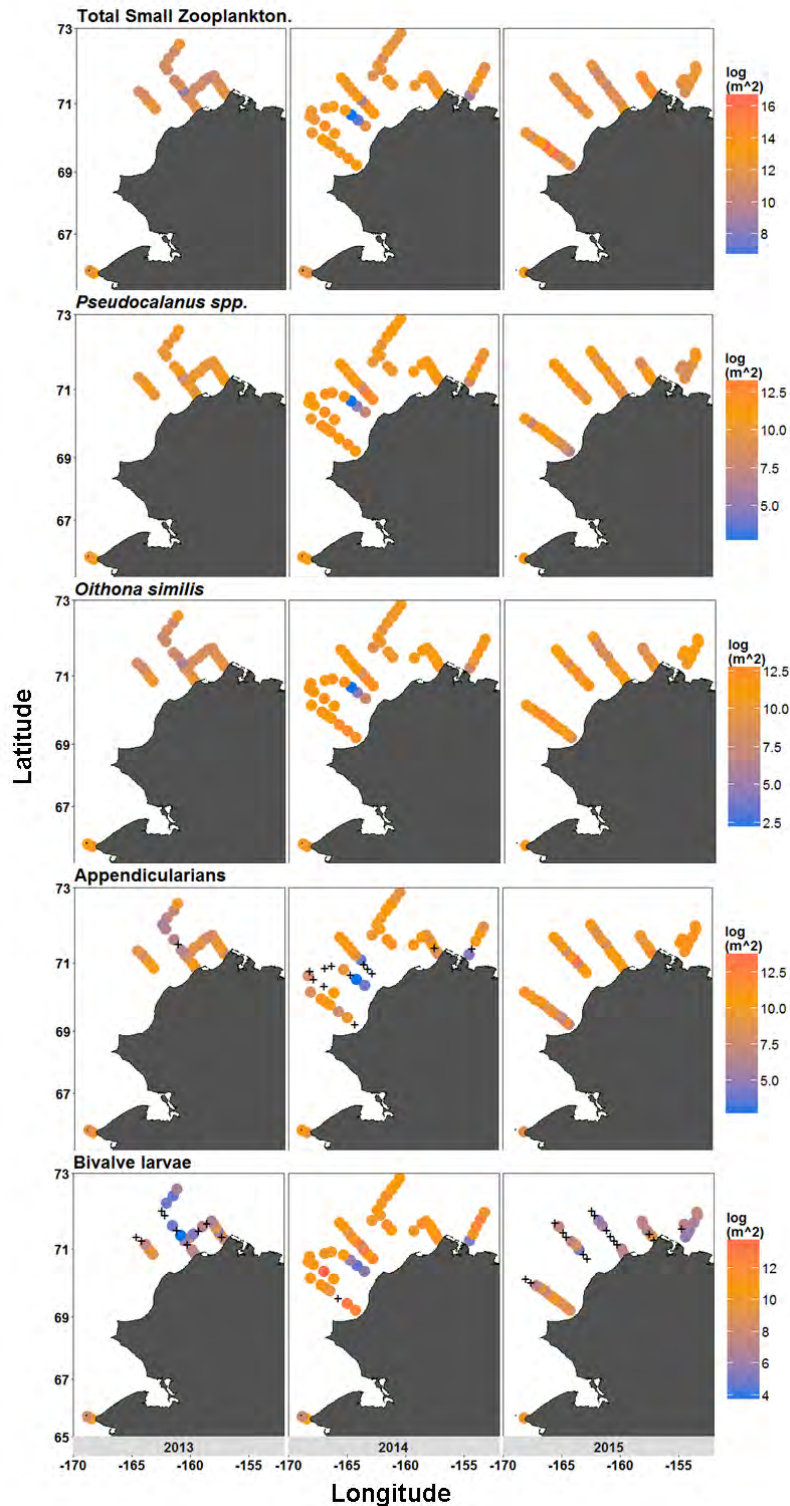 Total Small Zooplankton.
73
71
69
67
log
(m^2)
16
14
12
10
8
Pseudocalanus spp.
73
71
69
67
log
(m^2)
12.5
10.0
7.5
5.0
Oithona similis
73
71
69
67
log
(m^2)
12.5
10.0
7.5
5.0
2.5
Latitude
Appendicularians
73
71
69
67
log
(m^2)
12.5
10.0
7.5
5.0
Bivalve larvae
73
71
69
67
65
log
(m^2)
12
10
8
6
4
2013 2014 2015
-170 -165 -160 -155 -170 -165 -160 -155 -170 -165 -160 -155
Longitude